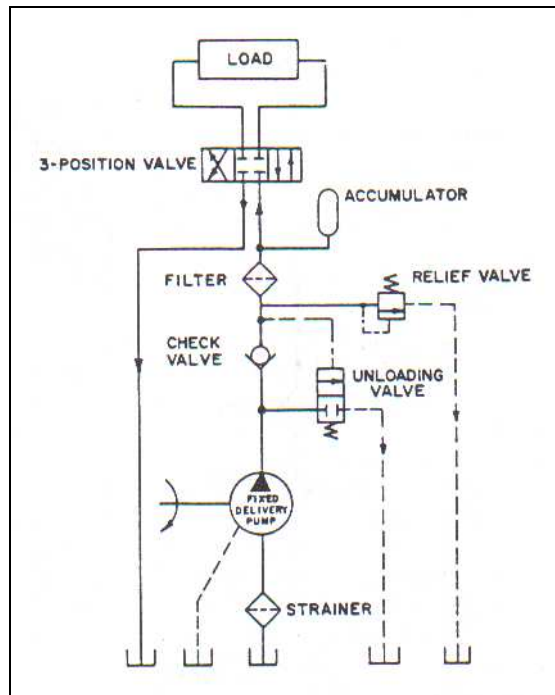 LOAD
3-POSITION VALVE
ACCUMULATOR
FILTER
RELIEF VALVE
CHECK
VALVE
UNLOADING
VALVE
FIXED
DELIVERY
PUMP
STRAINER